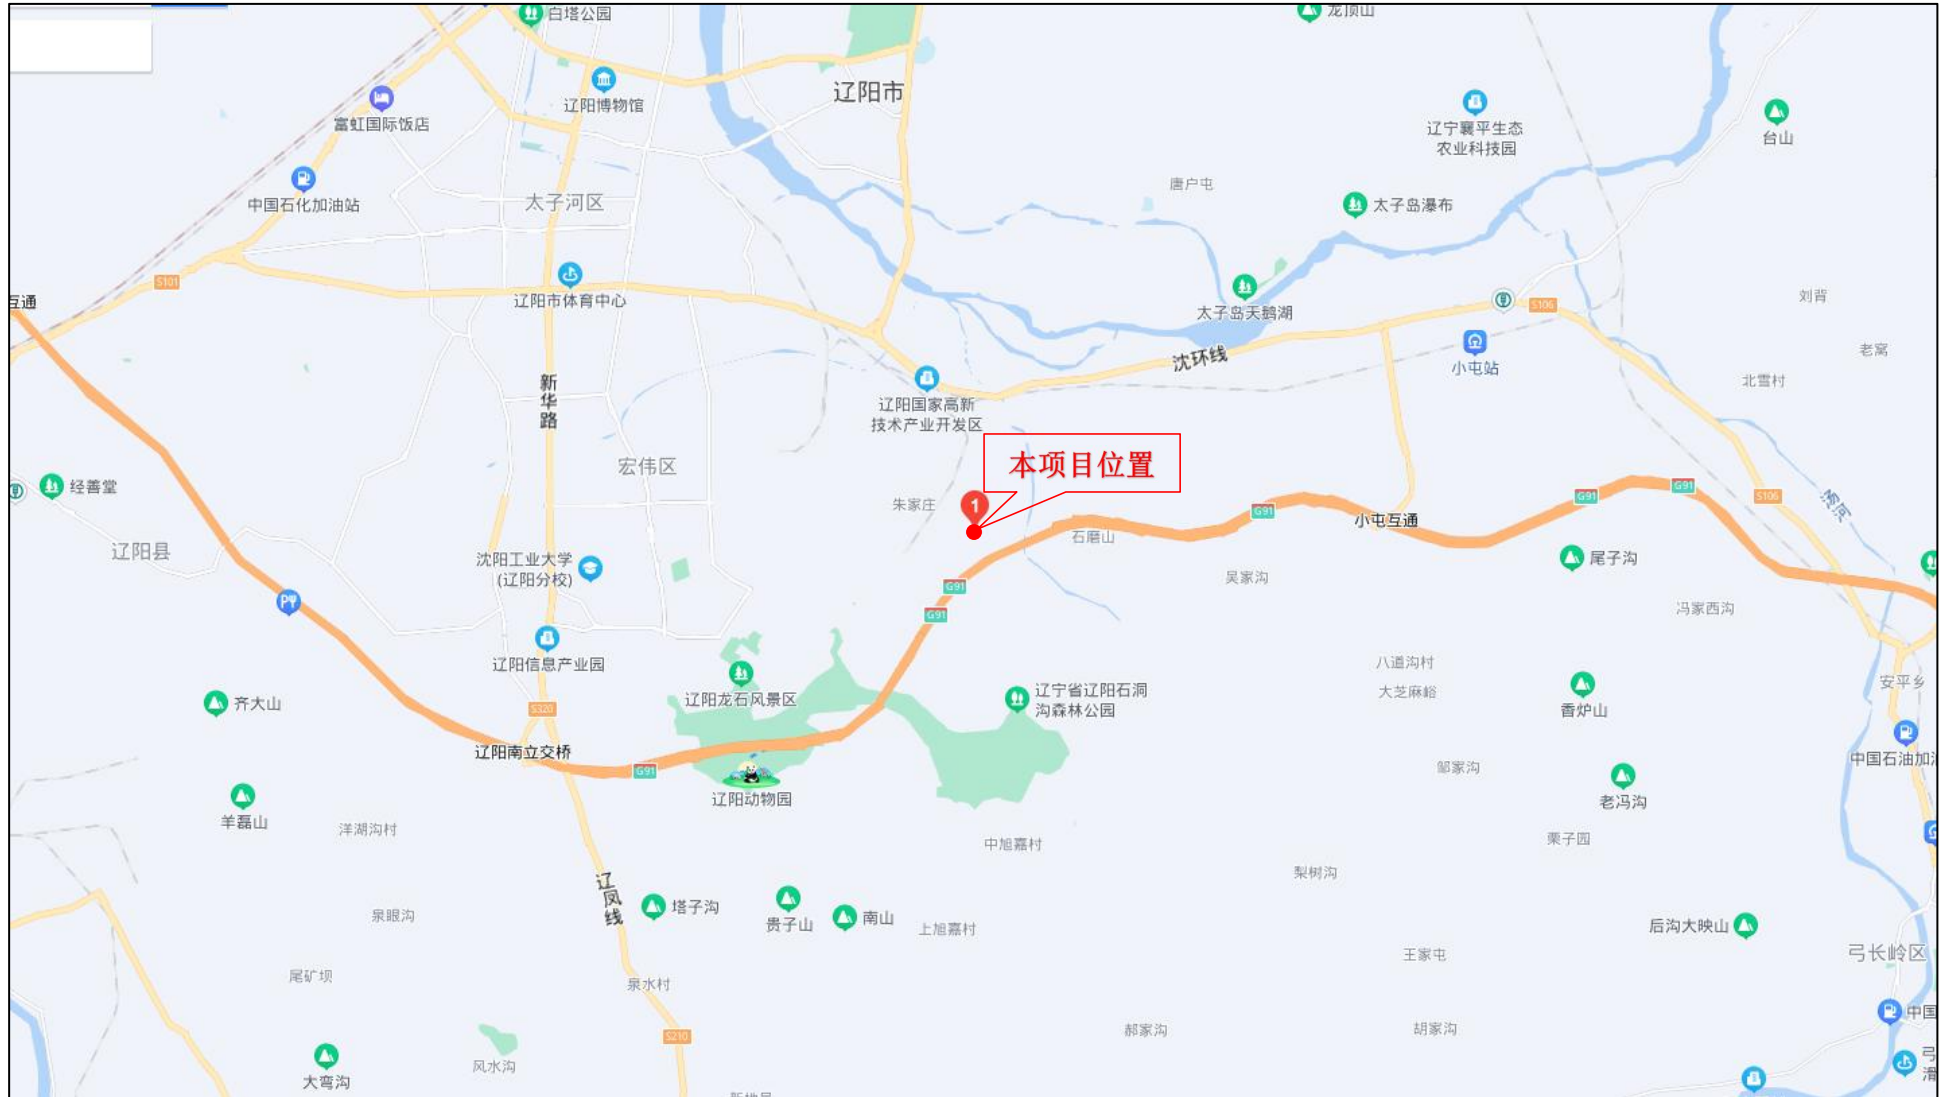 白塔公园
龙顶山
辽阳市
辽阳博物馆
富虹国际饭店
辽宁襄平生态
农业科技园
台山
唐户屯
中国石化加油站
太子河区
太子岛瀑布
S101
辽阳市体育中心
互通
太子岛天鹅湖
S106
刘背
沈环线
小屯站
老窝
北雪村
新华路
辽阳国家高新
技术产业开发区
本项目位置
宏伟区
经善堂
朱家庄
1
G91
小屯互通
G91
G91
S106
汤河
辽阳县
石磨山
沈阳工业大学
(辽阳分校)
尾子沟
吴家沟
G91
G91
冯家西沟
辽阳信息产业园
八道沟村
大芝麻峪
安平乡
齐大山
S320
辽阳龙石风景区
辽宁省辽阳石洞
沟森林公园
香炉山
辽阳南立交桥
G91
中国石油加
邹家沟
辽阳动物园
老冯沟
羊磊山
洋湖沟村
中旭嘉村
栗子园
梨树沟
辽凤线
泉眼沟
塔子沟
贵子山
南山
上旭嘉村
后沟大映山
弓长岭区
王家屯
尾矿坝
泉水村
中国
郝家沟
胡家沟
S210
风水沟
大弯沟
弓
滑